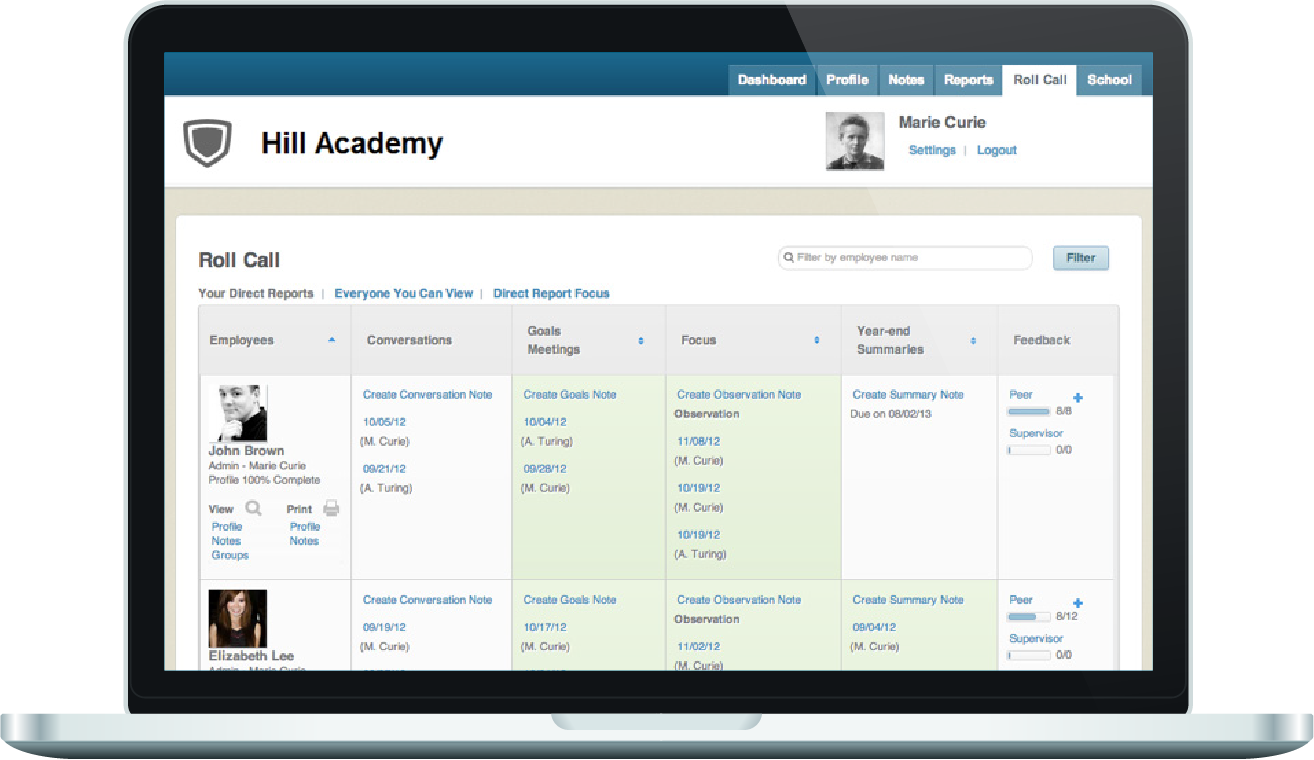 Dashboard Profile Notes Reports Roll Call School
Hill Academy
Marie Curie
Settings | Logout
Roll Call
Filter by employee name
Filter
Your Direct Reports | Everyone You Can View | Direct Report Focus
Employees
Conversations
Goals
Meetings
Focus
Year-end
Summaries
Feedback
John Brown
Admin - Marie Curie
Profile 100% Complete
View
Profile
Notes
Groups
Print
Profile
Notes
Create Conversation Note
10/05/12
(M. Curie)
09/21/12
(A. Turing)
Create Goals Note
10/04/12
(A. Turing)
09/28/12
(M. Curie)
Create Observation Note
Observation
11/08/12
(M. Curie)
10/19/12
(M. Curie)
10/19/12
(A. Turing)
Create Summary Note
Due on 08/02/13
Peer
8/8
Supervisor
0/0
Elizabeth Lee
Admin - Marie Curie
Create Conversation Note
09/19/12
(M. Curie)
Create Goals Note
10/17/12
(M. Curie)
Create Observation Note
Observation
11/02/12
(M. Curie)
Create Summary Note
09/04/12
(M. Curie)
Peer
8/12
Supervisor
0/0